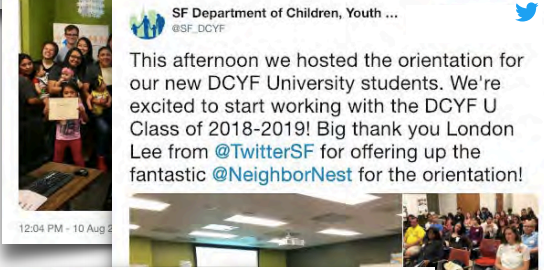 SF Department of Children, Youth ...
@SF_DCYF
This afternoon we hosted the orientation for
our new DCYF University students. We're
excited to start working with the DCYF U
Class of 2018-2019! Big thank you London
Lee from @TwitterSF for offering up the
fantastic @NeighborNest for the orientation!
12:04 PM - 10 Aug 2